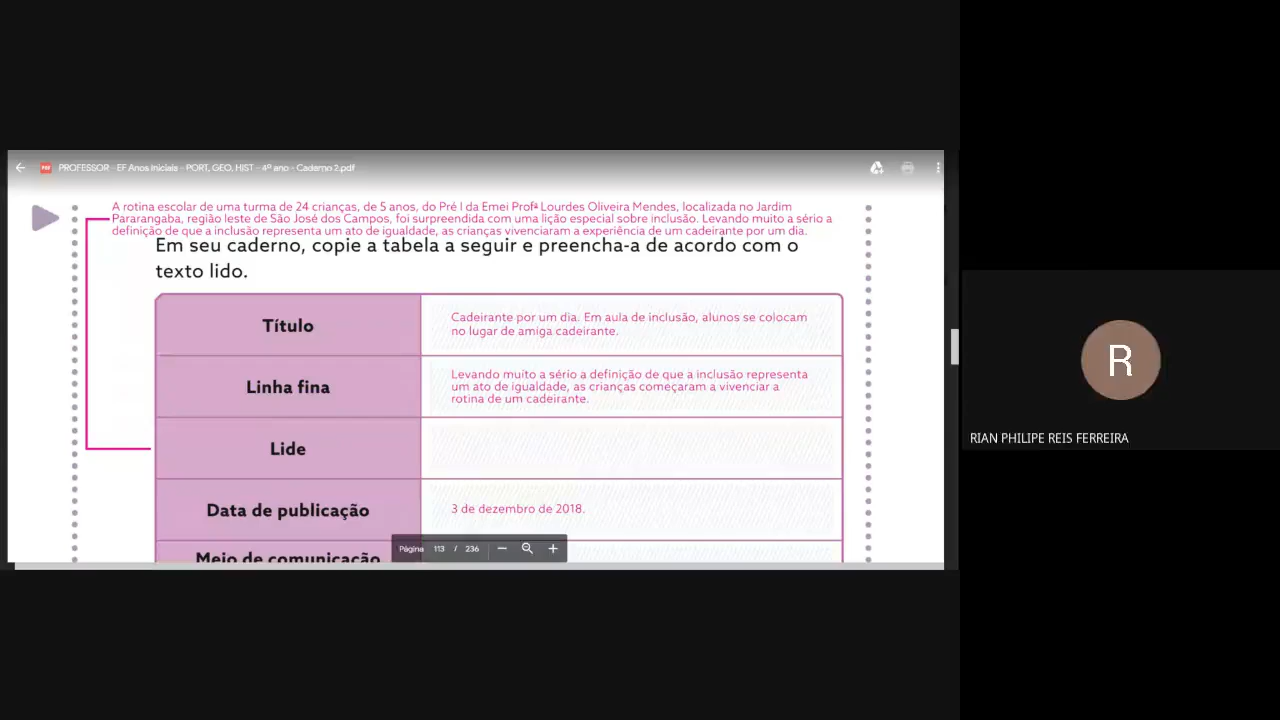 PROFESSOR - EF Anos Iniciais - PORT, GEO, HIST - 4º ano - Caderno 2.pdf
A rotina escolar de uma turma de 24 crianças, de 5 anos, do Pré I da Emei Profª Lourdes Oliveira Mendes, localizada no Jardim
Pararangaba, região leste de São José dos Campos, foi surpreendida com uma lição especial sobre inclusão. Levando muito a sério a
definição de que a inclusão representa um ato de igualdade, as crianças vivenciaram a experiência de um cadeirante por um dia.
Em seu caderno, copie a tabela a seguir e preencha-a de acordo com o
texto lido.
Título
Cadeirante por um dia. Em aula de inclusão, alunos se colocam
no lugar de amiga cadeirante.
Linha fina
Levando muito a sério a definição de que a inclusão representa
um ato de igualdade, as crianças começaram a vivenciar a
rotina de um cadeirante.
Lide
Data de publicação
3 de dezembro de 2018.
Meio de comunicação
Página 113 / 236
R
RIAN PHILIPE REIS FERREIRA